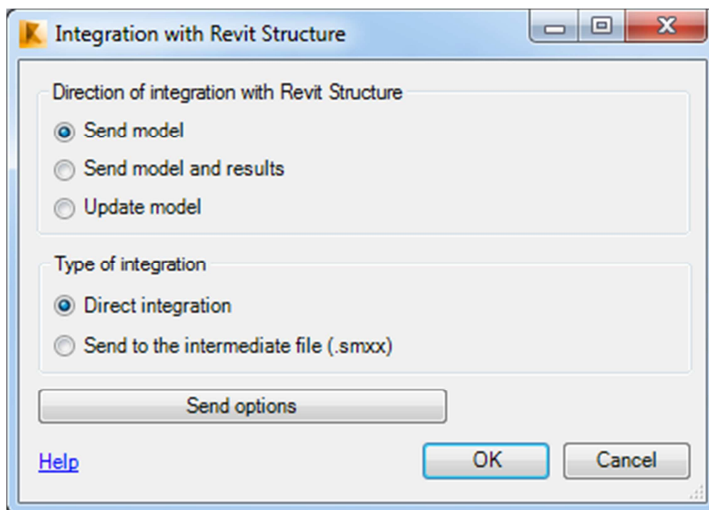 Integration with Revit Structure
Direction of integration with Revit Structure
Send model
Send model and results
Update model
Type of integration
Direct integration
Send to the intermediate file (.smxx)
Send options
Help OK Cancel